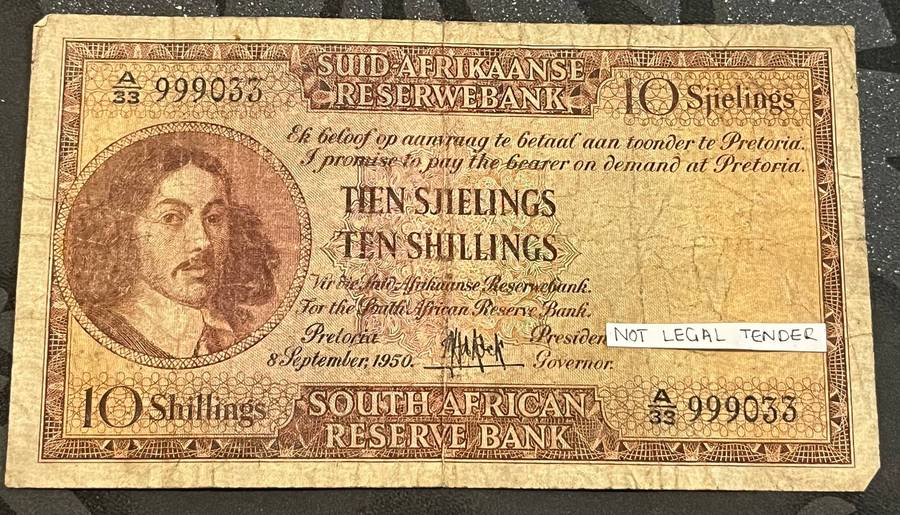 SUID-AFRIKAANSE
RESERWEBANK
A/33 999033
10 Sjielings
Ek beloof op aanvraag te betaal aan toonder te Pretoria.
I promise to pay the bearer on demand at Pretoria.
TIEN SJIELINGS
TEN SHILLINGS
Vir die Suid-Afrikaanse Reserwebank.
For the South African Reserve Bank.
Pretoria
8 September, 1950.
Presiden
Governor.
NOT LEGAL TENDER
10 Shillings
SOUTH AFRICAN
RESERVE BANK
A/33 999033